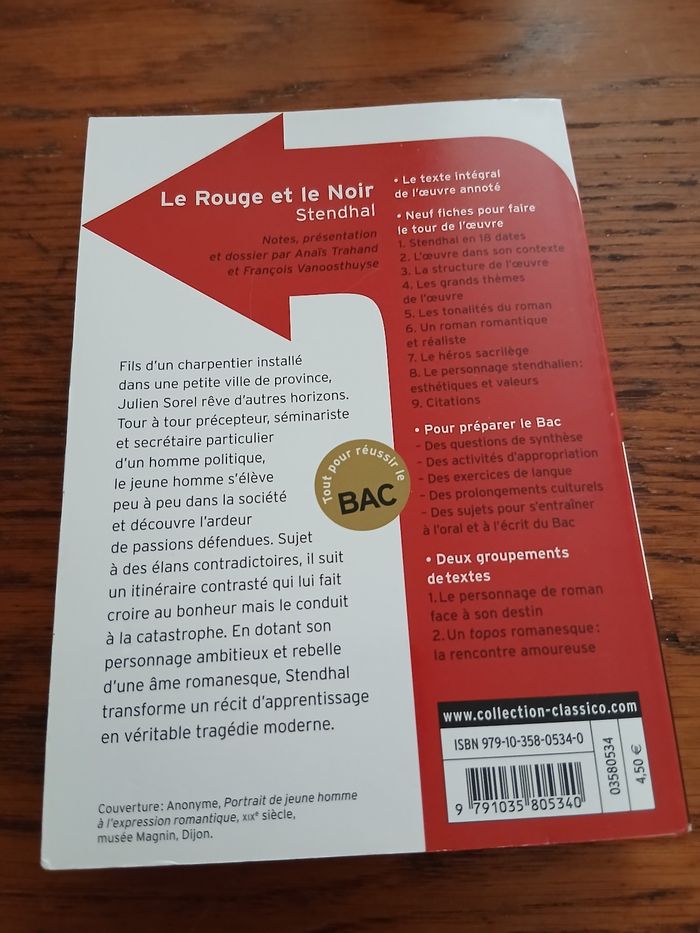 Le Rouge et le Noir
Stendhal
Notes, présentation
et dossier par Anaïs Trahand
et François Vanoosthuyse
Fils d'un charpentier installé
dans une petite ville de province,
Julien Sorel rêve d'autres horizons.
Tour à tour précepteur, séminariste
et secrétaire particulier
d'un homme politique,
le jeune homme s'élève
peu à peu dans la société
et découvre l'ardeur
de passions défendues. Sujet
à des élans contradictoires, il suit
un itinéraire contrasté qui lui fait
croire au bonheur mais le conduit
à la catastrophe. En dotant son
personnage ambitieux et rebelle
d'une âme romanesque, Stendhal
transforme un récit d'apprentissage
en véritable tragédie moderne.
Couverture : Anonyme, Portrait de jeune homme
à l'expression romantique, XIXe siècle,
musée Magnin, Dijon.
Tout pour réussir le
BAC
• Le texte intégral
de l'œuvre annoté
• Neuf fiches pour faire
le tour de l'œuvre
1. Stendhal en 18 dates
2. L'œuvre dans son contexte
3. La structure de l'œuvre
4. Les grands thèmes
de l'œuvre
5. Les tonalités du roman
6. Un roman romantique
et réaliste
7. Le héros sacrilège
8. Le personnage stendhalien :
esthétiques et valeurs
9. Citations
• Pour préparer le Bac
- Des questions de synthèse
- Des activités d'appropriation
- Des exercices de langue
- Des prolongements culturels
- Des sujets pour s'entraîner
à l'oral et à l'écrit du Bac
• Deux groupements
de textes
1. Le personnage de roman
face à son destin
2. Un topos romanesque :
la rencontre amoureuse
www.collection-classico.com
ISBN 979-10-358-0534-0
9 791035 805340
03580534
4,50 €